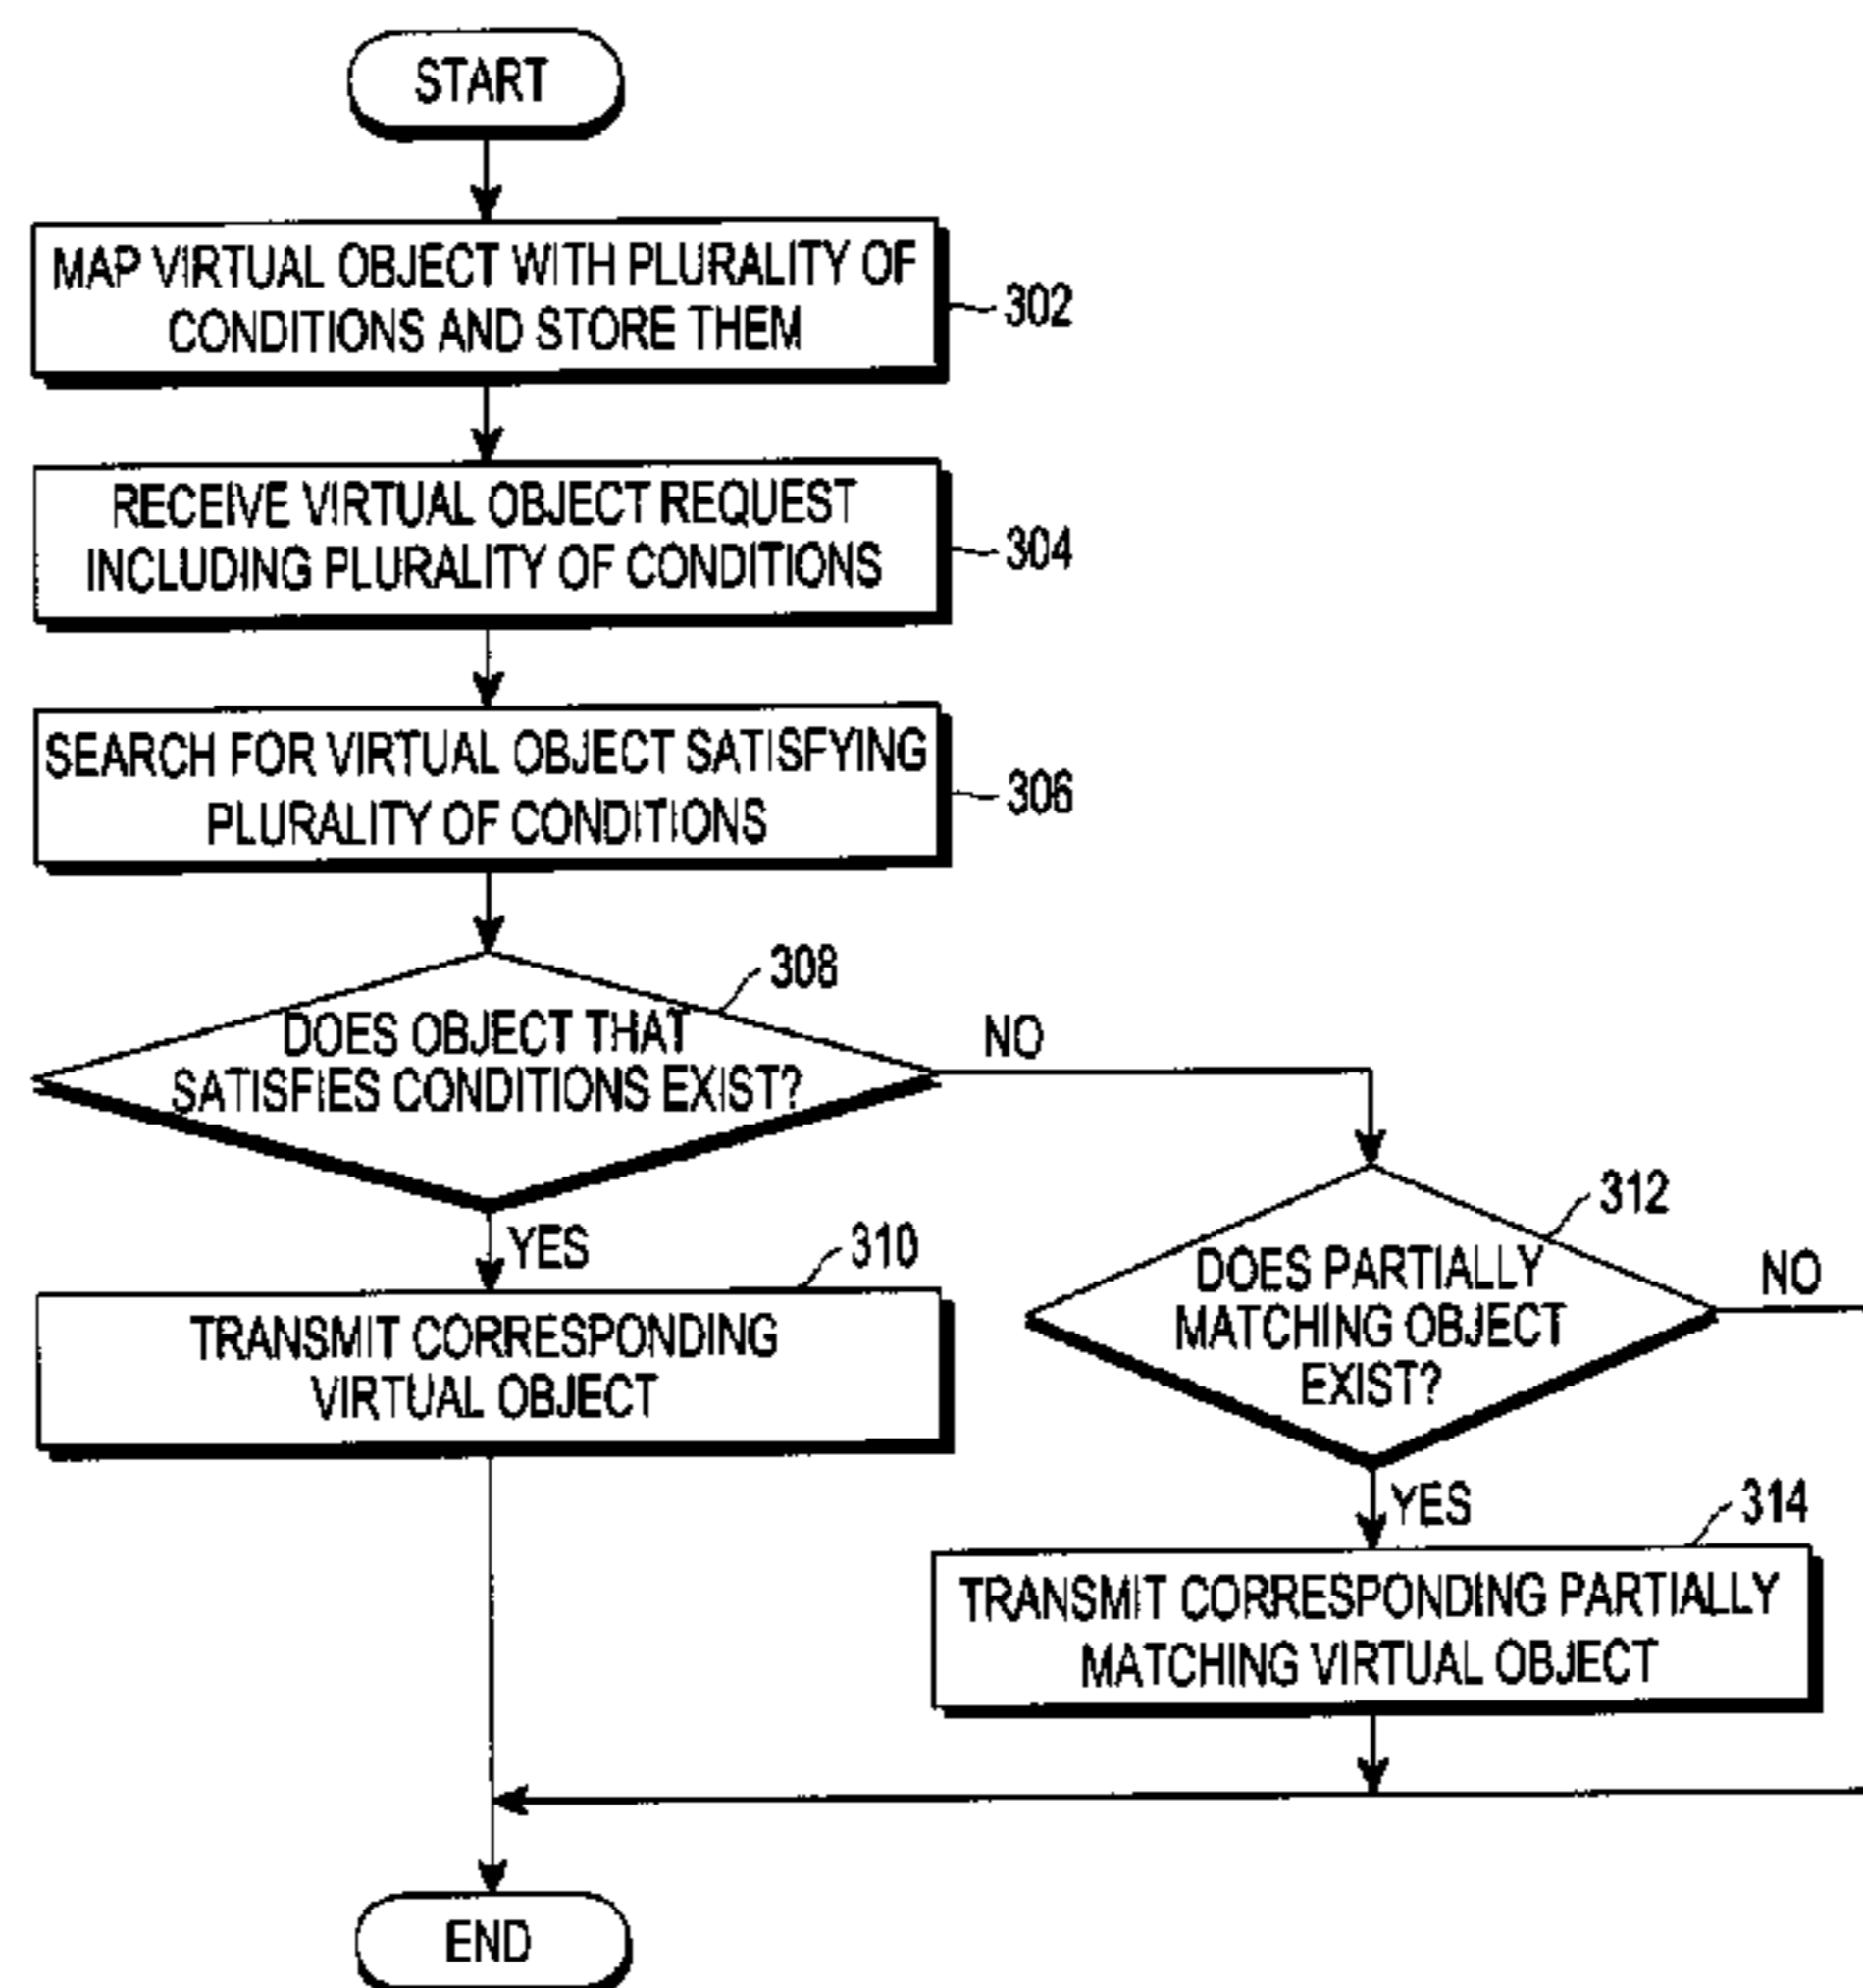 START
MAP VIRTUAL OBJECT WITH PLURALITY OF
CONDITIONS AND STORE THEM
302
RECEIVE VIRTUAL OBJECT REQUEST
INCLUDING PLURALITY OF CONDITIONS
304
SEARCH FOR VIRTUAL OBJECT SATISFYING
PLURALITY OF CONDITIONS
306
308
DOES OBJECT THAT
SATISFIES CONDITIONS EXIST?
NO
YES
310
TRANSMIT CORRESPONDING
VIRTUAL OBJECT
312
DOES PARTIALLY
MATCHING OBJECT
EXIST?
NO
YES
314
TRANSMIT CORRESPONDING PARTIALLY
MATCHING VIRTUAL OBJECT
END